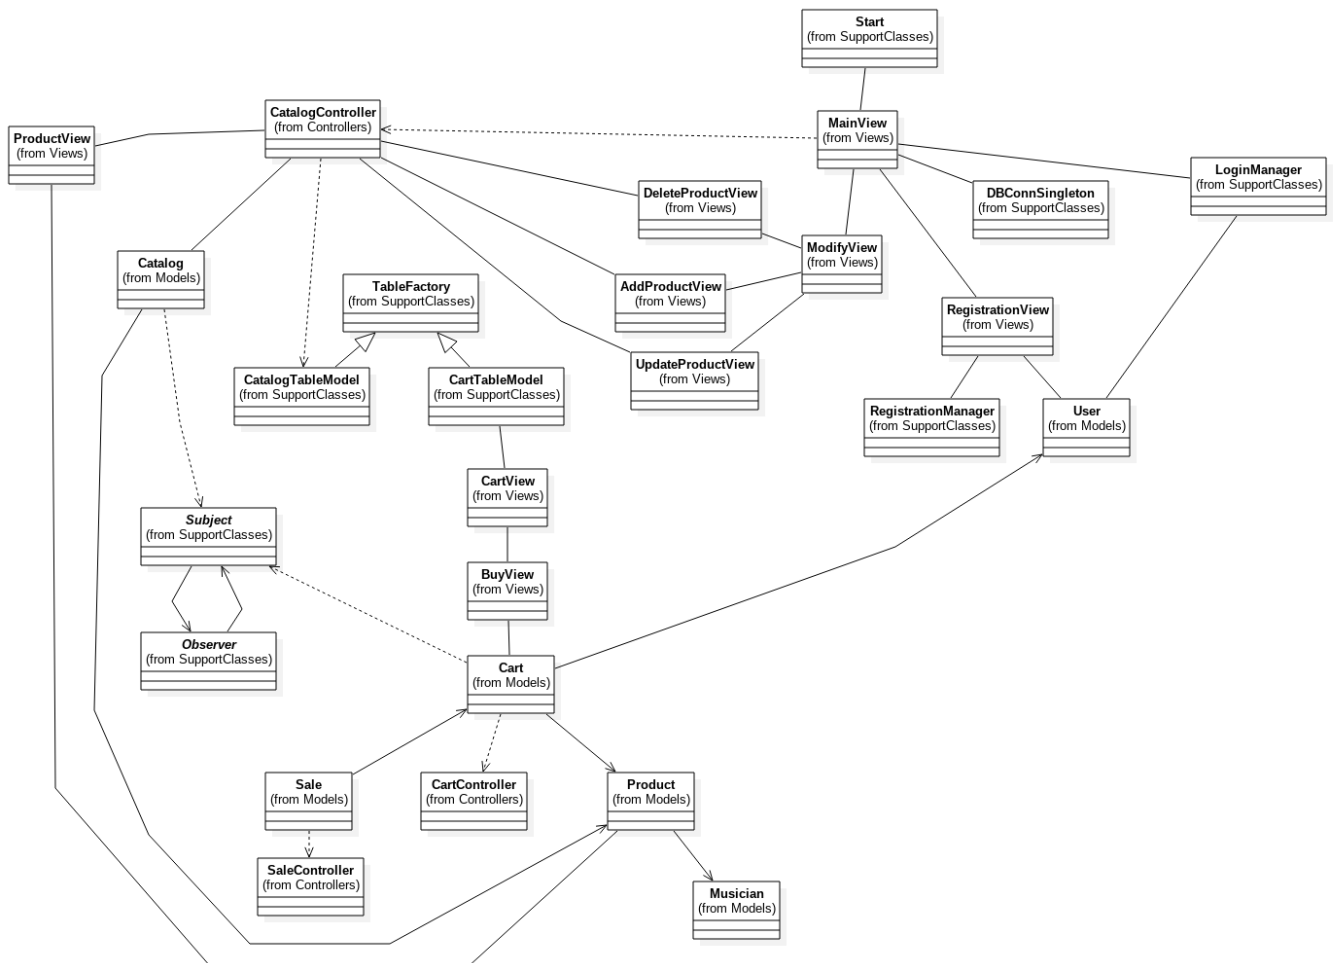 Start
(from SupportClasses)
CatalogController
(from Controllers)
MainView
(from Views)
ProductView
(from Views)
LoginManager
(from SupportClasses)
DeleteProductView
(from Views)
DBConnSingleton
(from SupportClasses)
ModifyView
(from Views)
Catalog
(from Models)
TableFactory
(from SupportClasses)
AddProductView
(from Views)
RegistrationView
(from Views)
UpdateProductView
(from Views)
CatalogTableModel
(from SupportClasses)
CartTableModel
(from SupportClasses)
RegistrationManager
(from SupportClasses)
User
(from Models)
CartView
(from Views)
Subject
(from SupportClasses)
BuyView
(from Views)
Observer
(from SupportClasses)
Cart
(from Models)
Sale
(from Models)
CartController
(from Controllers)
Product
(from Models)
SaleController
(from Controllers)
Musician
(from Models)